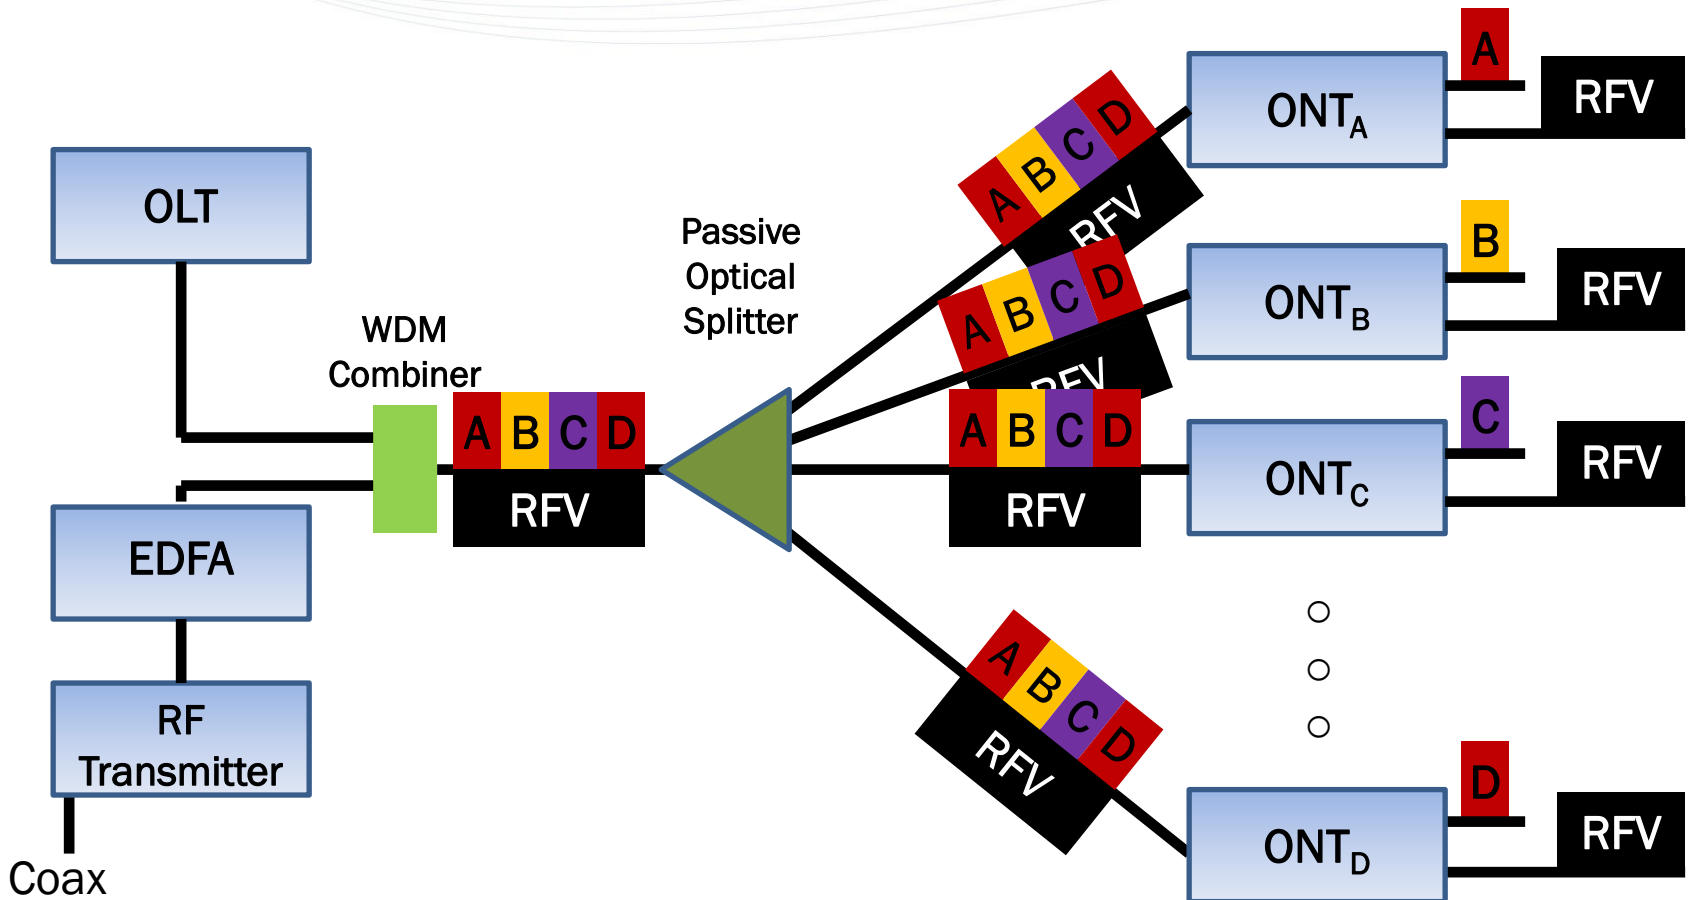 OLT
EDFA
RF
Transmitter
Coax
WDM
Combiner
A B C D
RFV
Passive
Optical
Splitter
A B C D
RFV
A B C D
RFV
A B C D
RFV
A B C D
RFV
ONTA
A
RFV
ONTB
B
RFV
ONTC
C
RFV
ONTD
D
RFV